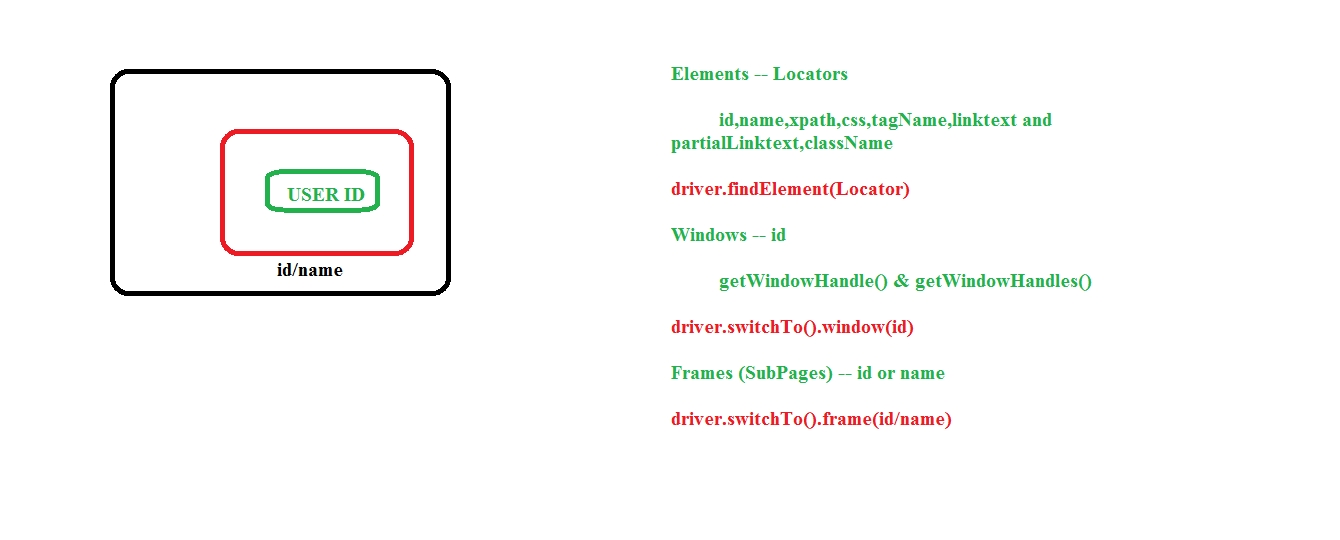 USER ID
id/name
Elements -- Locators
id,name,xpath,css,tagName,linktext and
partialLinktext,className
driver.findElement(Locator)
Windows -- id
getWindowHandle() & getWindowHandles()
driver.switchTo().window(id)
Frames (SubPages) -- id or name
driver.switchTo().frame(id/name)